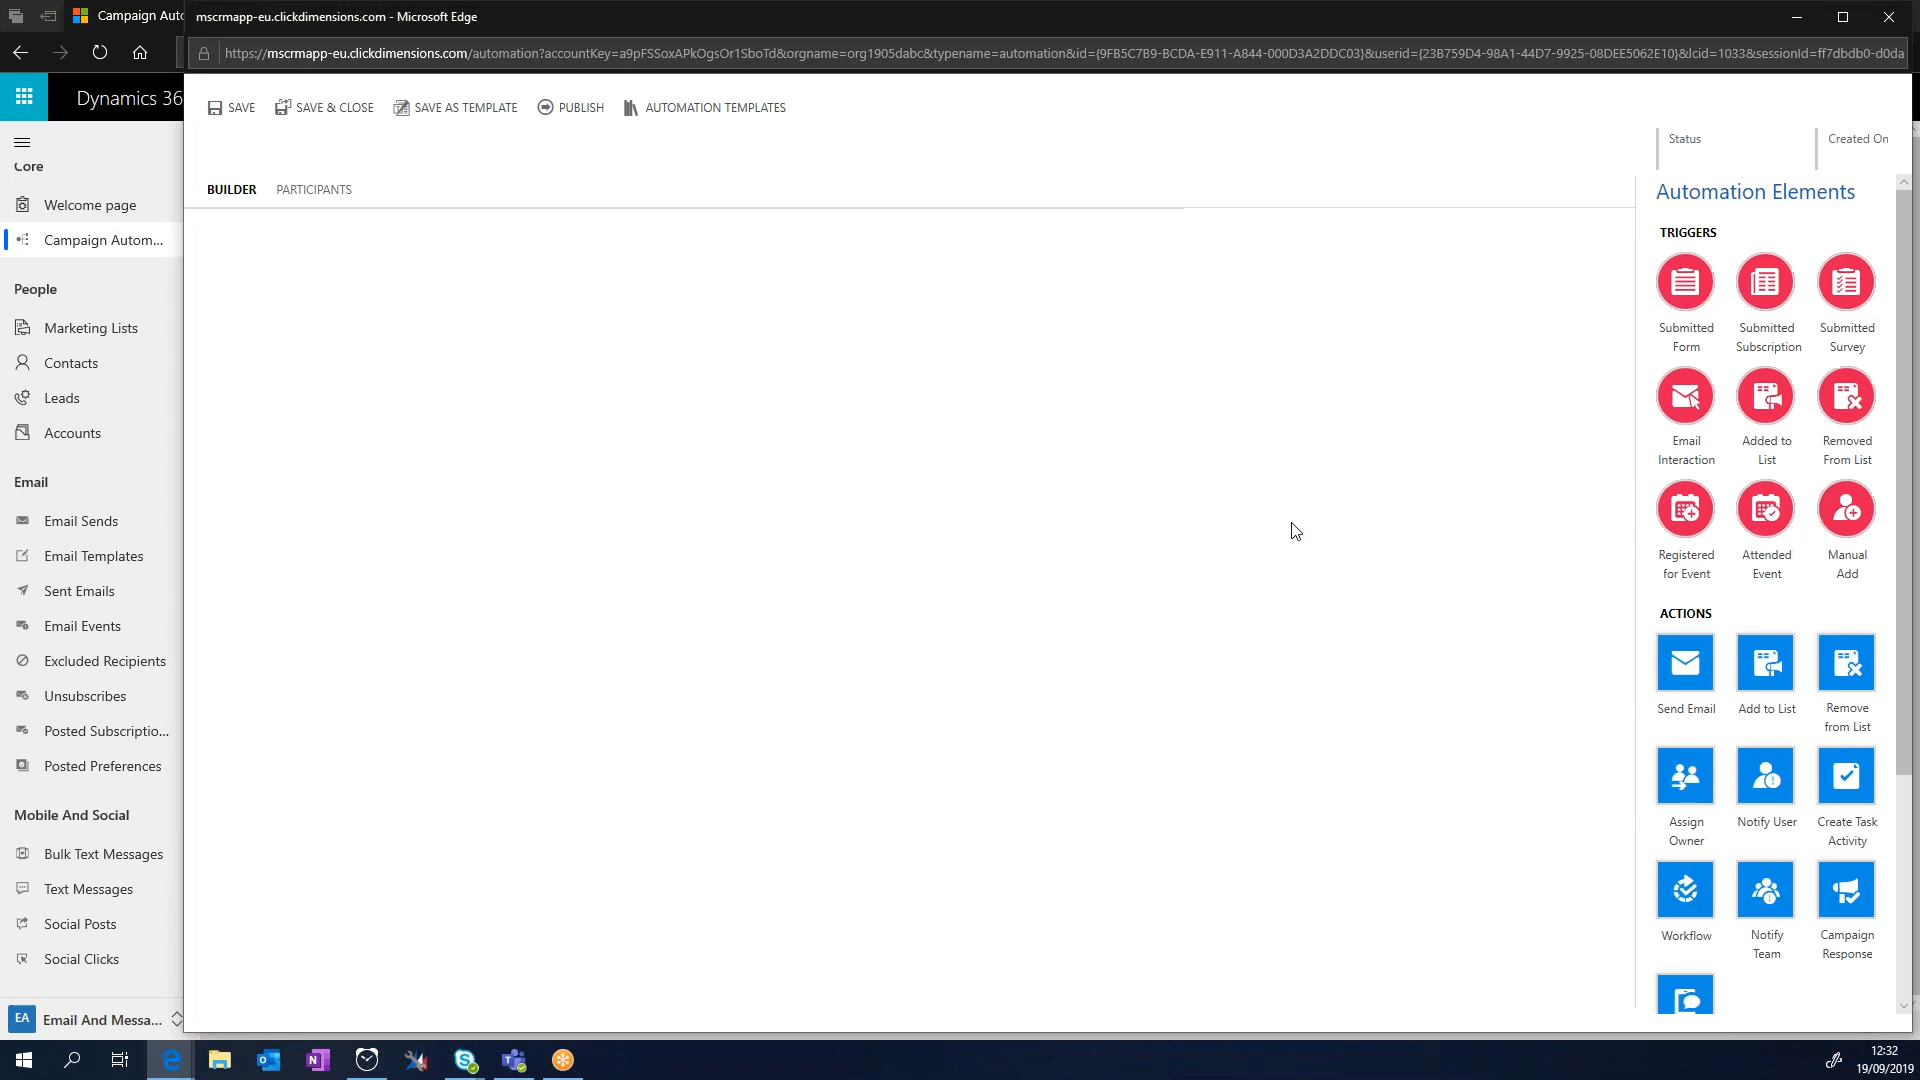 Campaign Auto
mscrmapp-eu.clickdimensions.com - Microsoft Edge
https://mscrmapp-eu.clickdimensions.com/automation?accountKey=a9pFSSoxAPkOgsOr1SboTd&orgname=org1905dabc&typename=automation&id={9FB5C7B9-BCDA-E911-A844-000D3A2DDC03}&userid={23B759D4-98A1-44D7-9925-08DEE5062E10}&lcid=1033&sessionId=ff7dbdb0-d0da
Dynamics 36
SAVE
SAVE & CLOSE
SAVE AS TEMPLATE
PUBLISH
AUTOMATION TEMPLATES
Status
Created On
BUILDER
PARTICIPANTS
Core
Welcome page
Campaign Autom...
People
Marketing Lists
Contacts
Leads
Accounts
Email
Email Sends
Email Templates
Sent Emails
Email Events
Excluded Recipients
Unsubscribes
Posted Subscriptio...
Posted Preferences
Mobile And Social
Bulk Text Messages
Text Messages
Social Posts
Social Clicks
EA
Email And Messa...
Automation Elements
TRIGGERS
Submitted
Form
Submitted
Subscription
Submitted
Survey
Email
Interaction
Added to
List
Removed
From List
Registered
for Event
Attended
Event
Manual
Add
ACTIONS
Send Email
Add to List
Remove
from List
Assign
Owner
Notify User
Create Task
Activity
Workflow
Notify
Team
Campaign
Response
12:32
19/09/2019